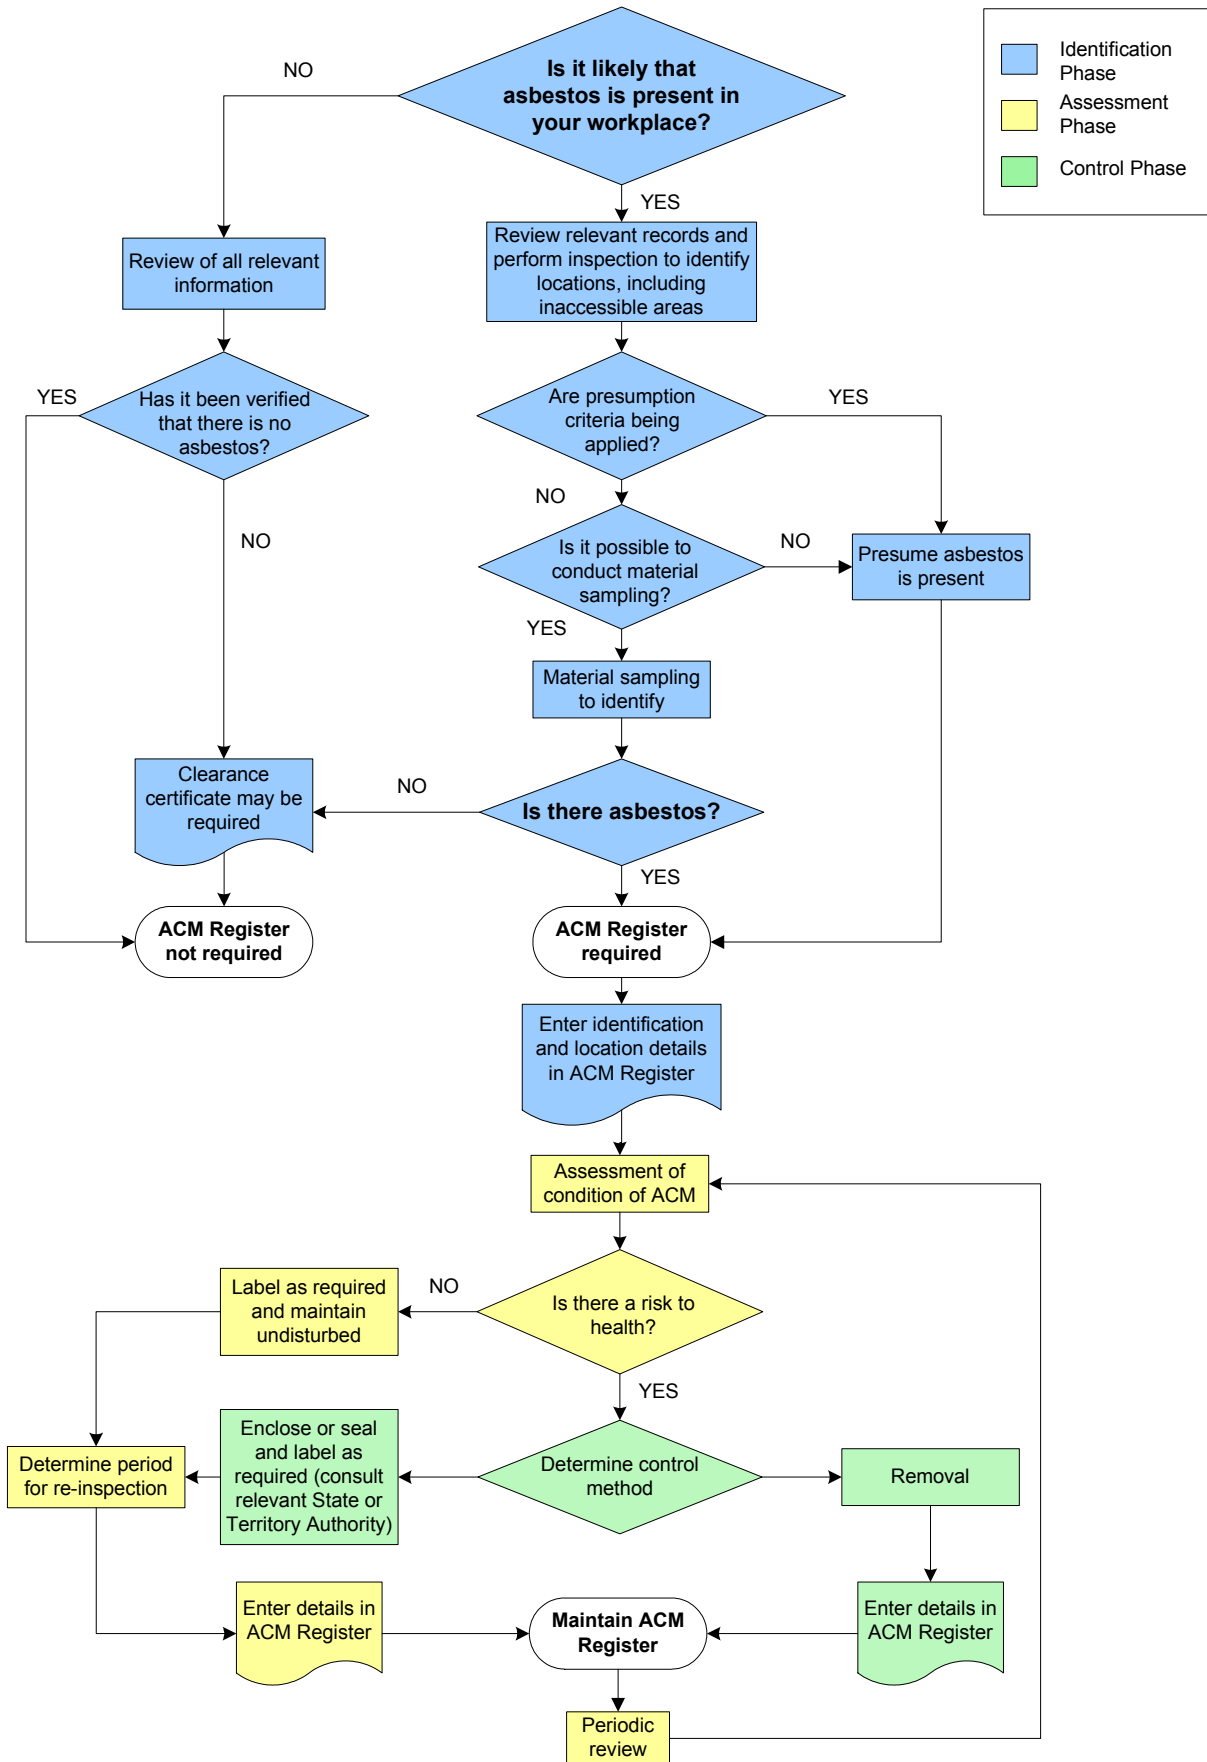 Is it likely that
asbestos is present in
your workplace?
NO
YES
Identification
Phase
Assessment
Phase
Control Phase
Review of all relevant
information
Review relevant records and
perform inspection to identify
locations, including
inaccessible areas
YES
Has it been verified
that there is no
asbestos?
NO
Are presumption
criteria being
applied?
YES
NO
Is it possible to
conduct material
sampling?
NO
YES
Presume asbestos
is present
Material sampling
to identify
Clearance
certificate may be
required
NO
Is there asbestos?
YES
ACM Register
not required
ACM Register
required
Enter identification
and location details
in ACM Register
Assessment of
condition of ACM
Label as required
and maintain
undisturbed
NO
Is there a risk to
health?
YES
Determine period
for re-inspection
Enclose or seal
and label as
required (consult
relevant State or
Territory Authority)
Determine control
method
Removal
Enter details in
ACM Register
Maintain ACM
Register
Enter details in
ACM Register
Periodic
review